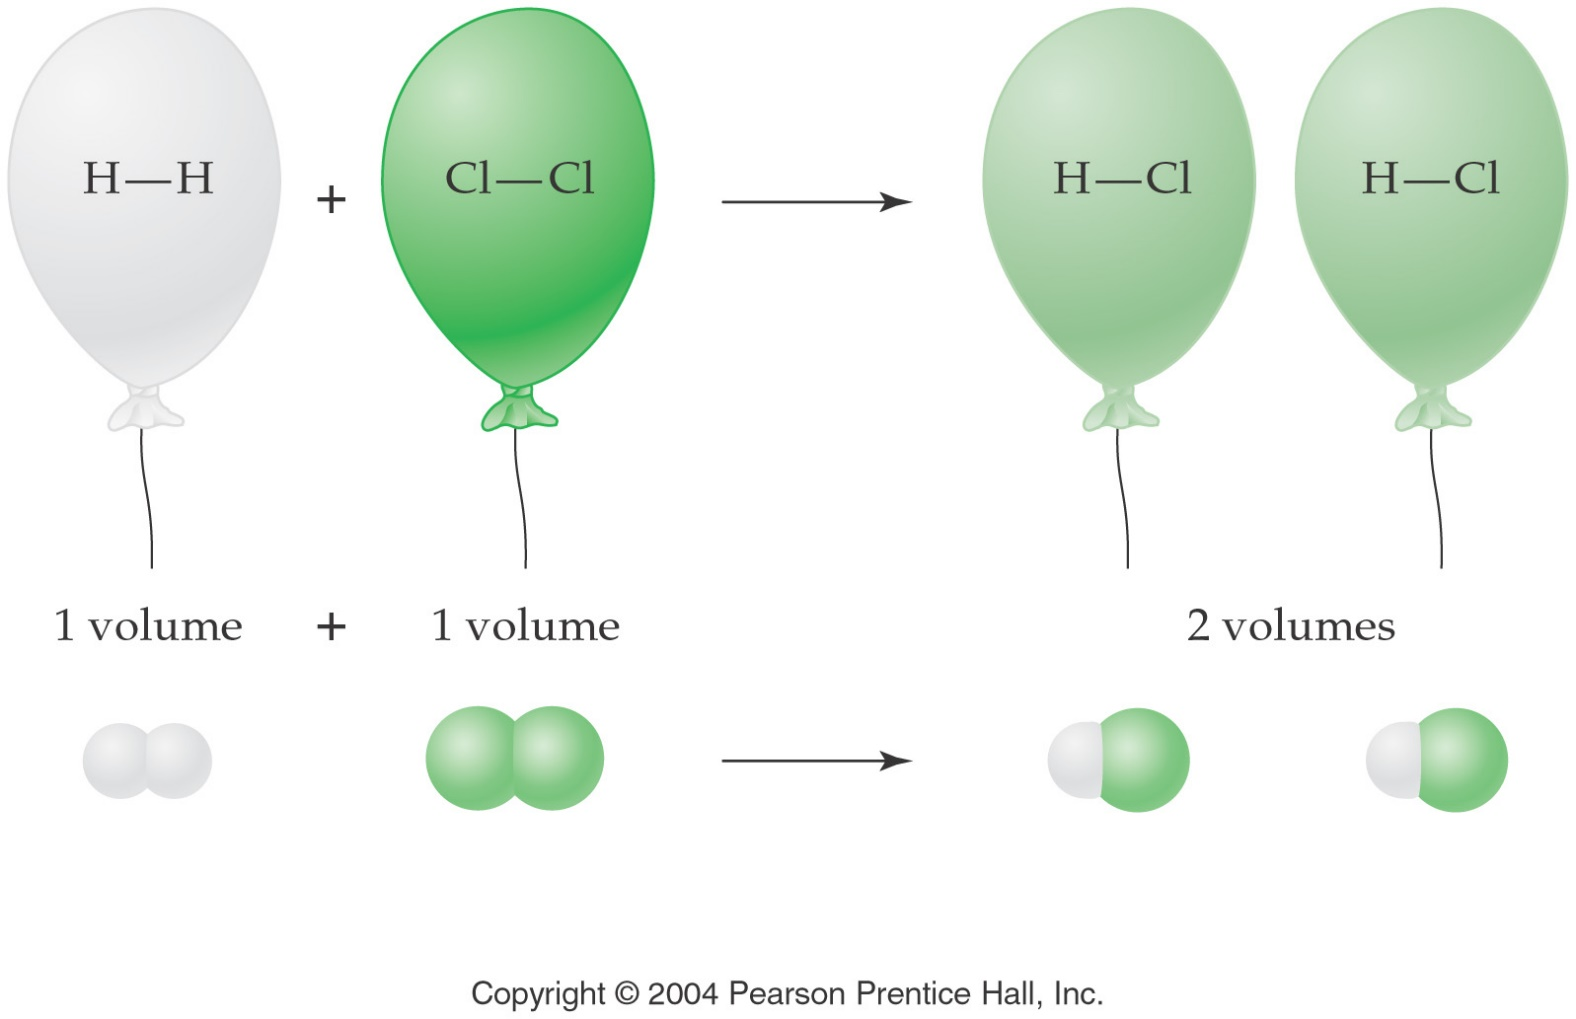 H—H + Cl—Cl H—Cl H—Cl
1 volume + 1 volume 2 volumes
Copyright © 2004 Pearson Prentice Hall, Inc.